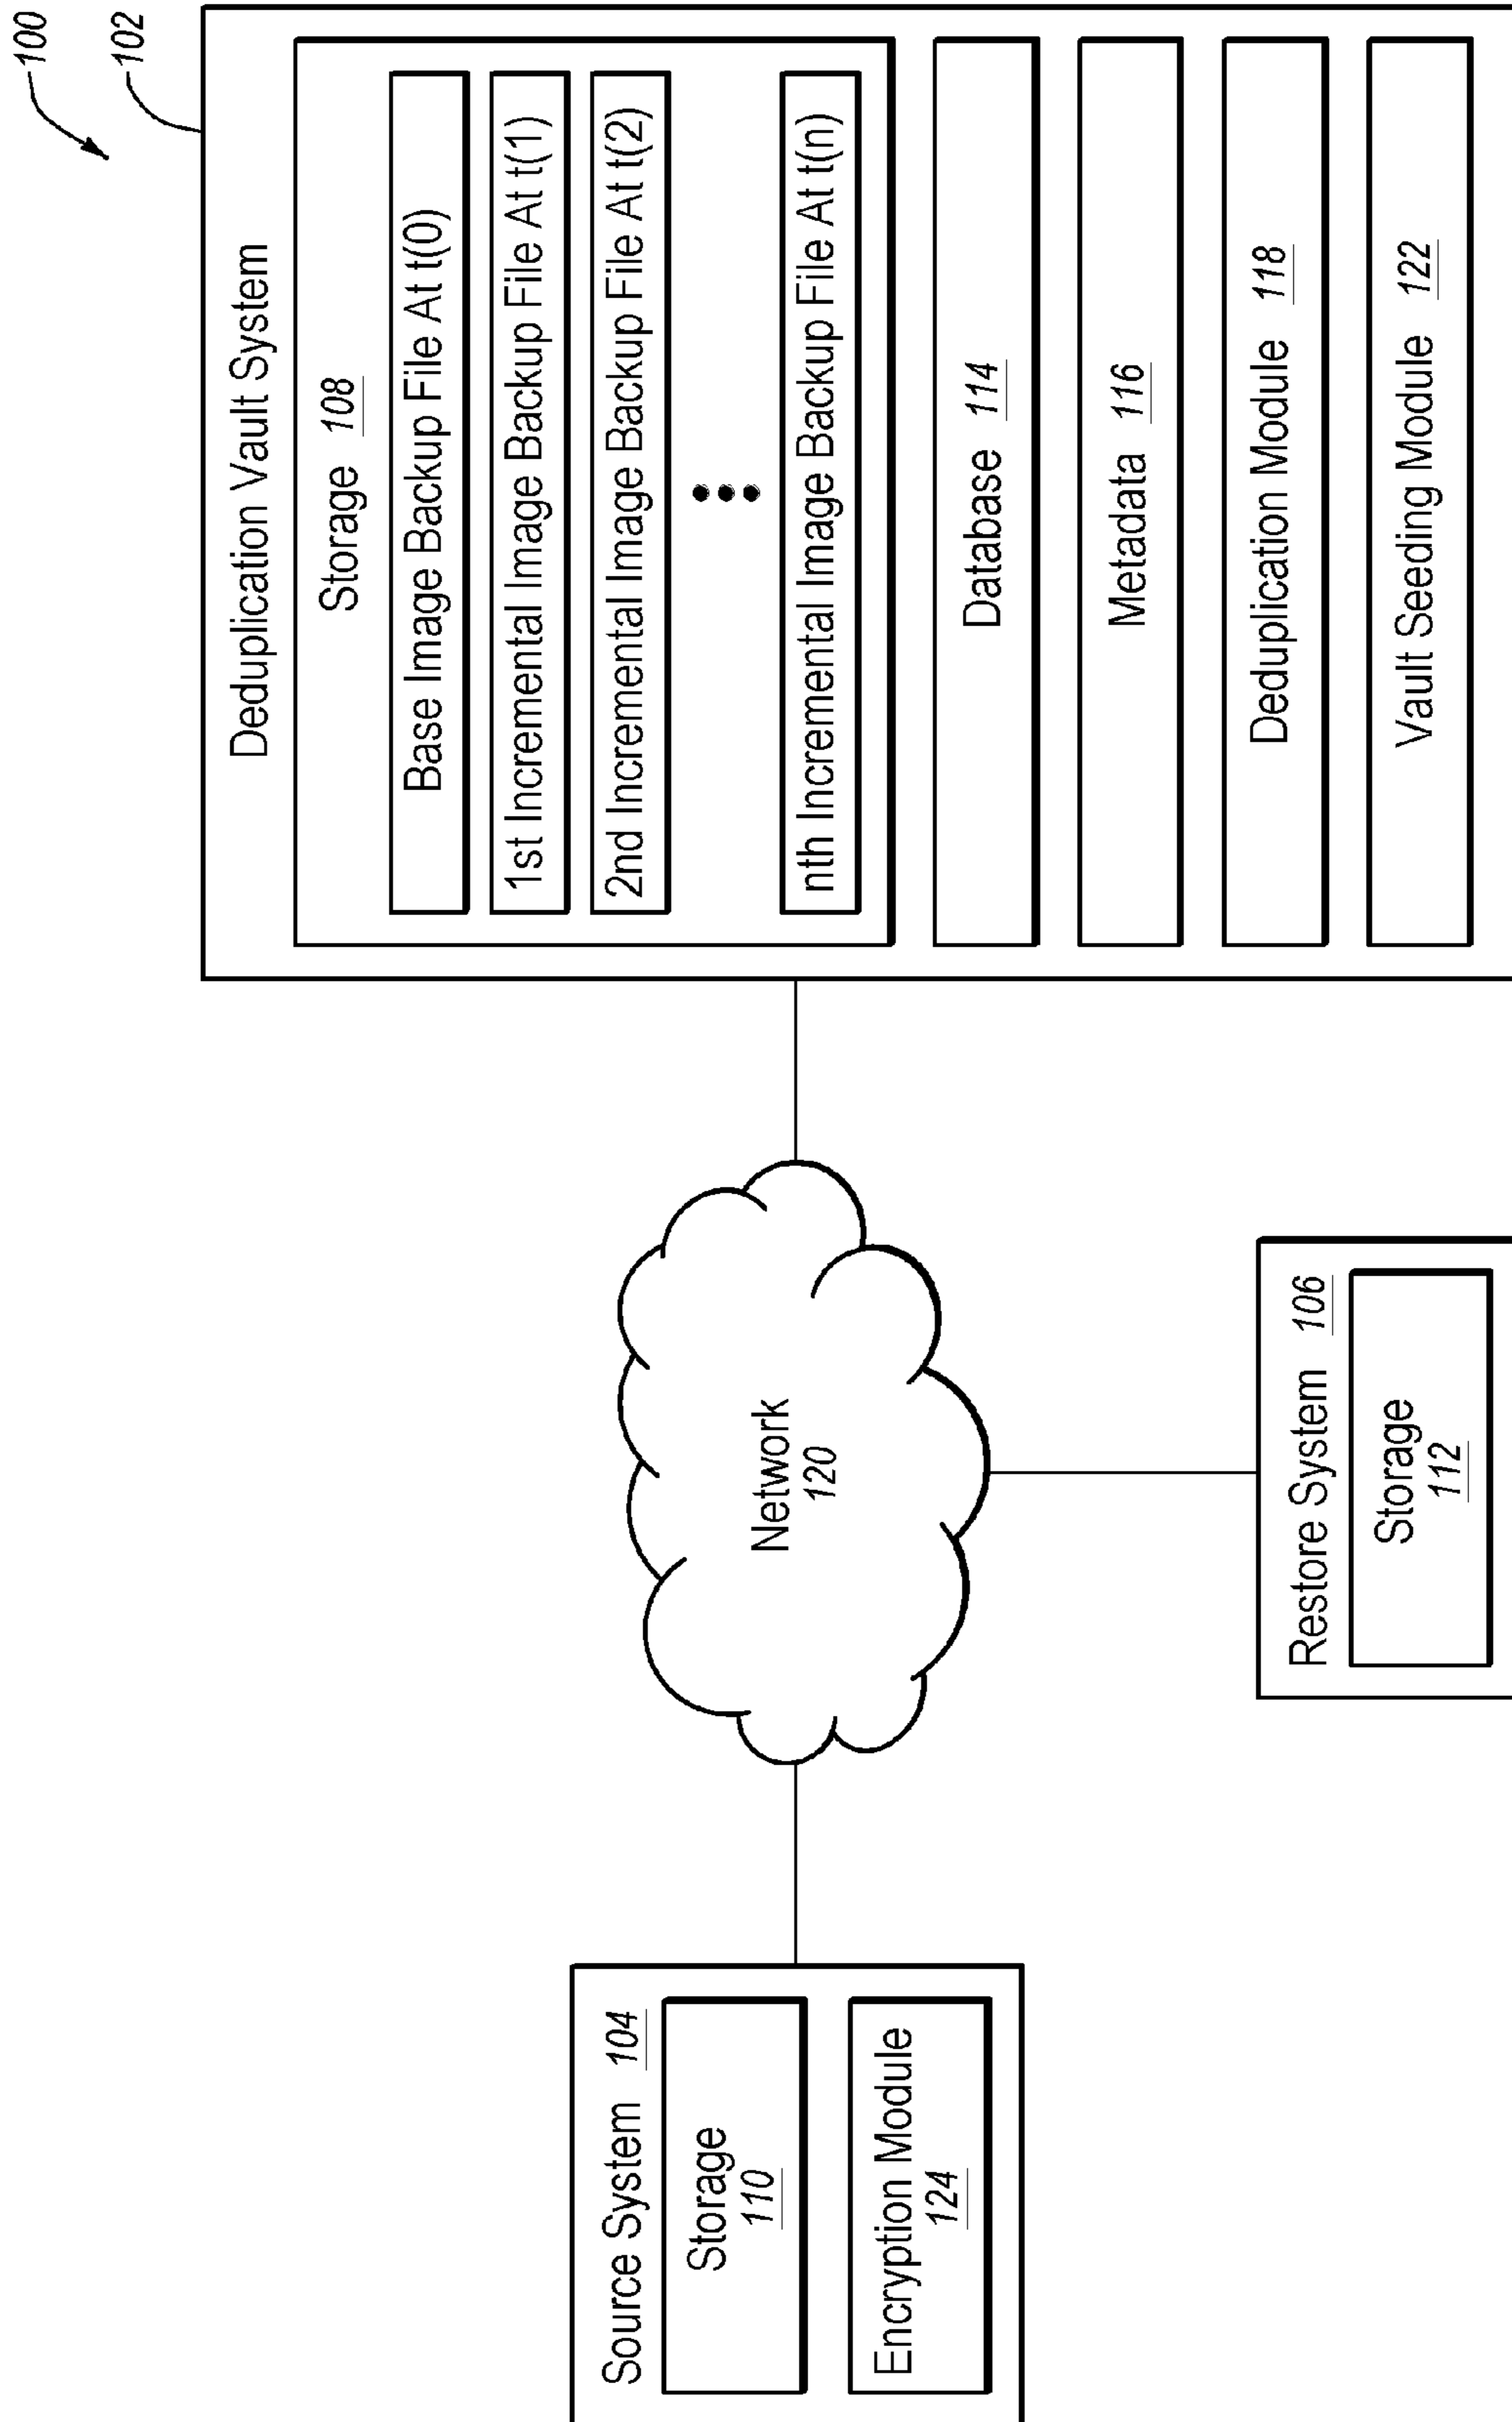 100
102
Deduplication Vault System
Storage 108
Base Image Backup File At t(0)
1st Incremental Image Backup File At t(1)
2nd Incremental Image Backup File At t(2)
nth Incremental Image Backup File At t(n)
Database 114
Metadata 116
Deduplication Module 118
Vault Seeding Module 122
Source System 104
Storage
110
Encryption Module
124
Network
120
Restore System 106
Storage
112